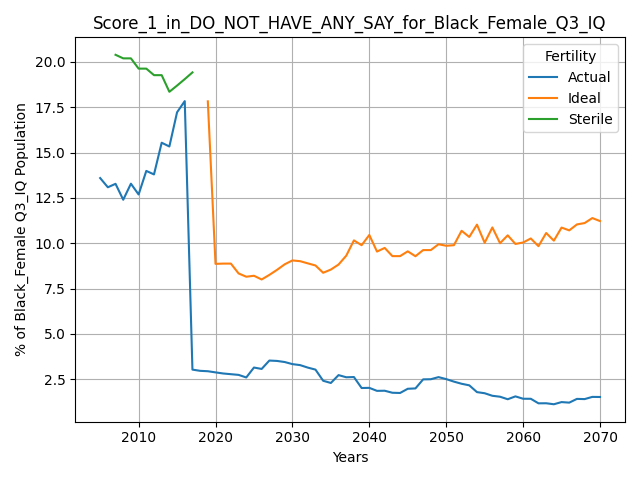 Score_1_in_DO_NOT_HAVE_ANY_SAY_for_Black_Female_Q3_IQ
Fertility
Actual
Ideal
Sterile
% of Black_Female Q3_IQ Population
20.0
17.5
15.0
12.5
10.0
7.5
5.0
2.5
2010 2020 2030 2040 2050 2060 2070
Years